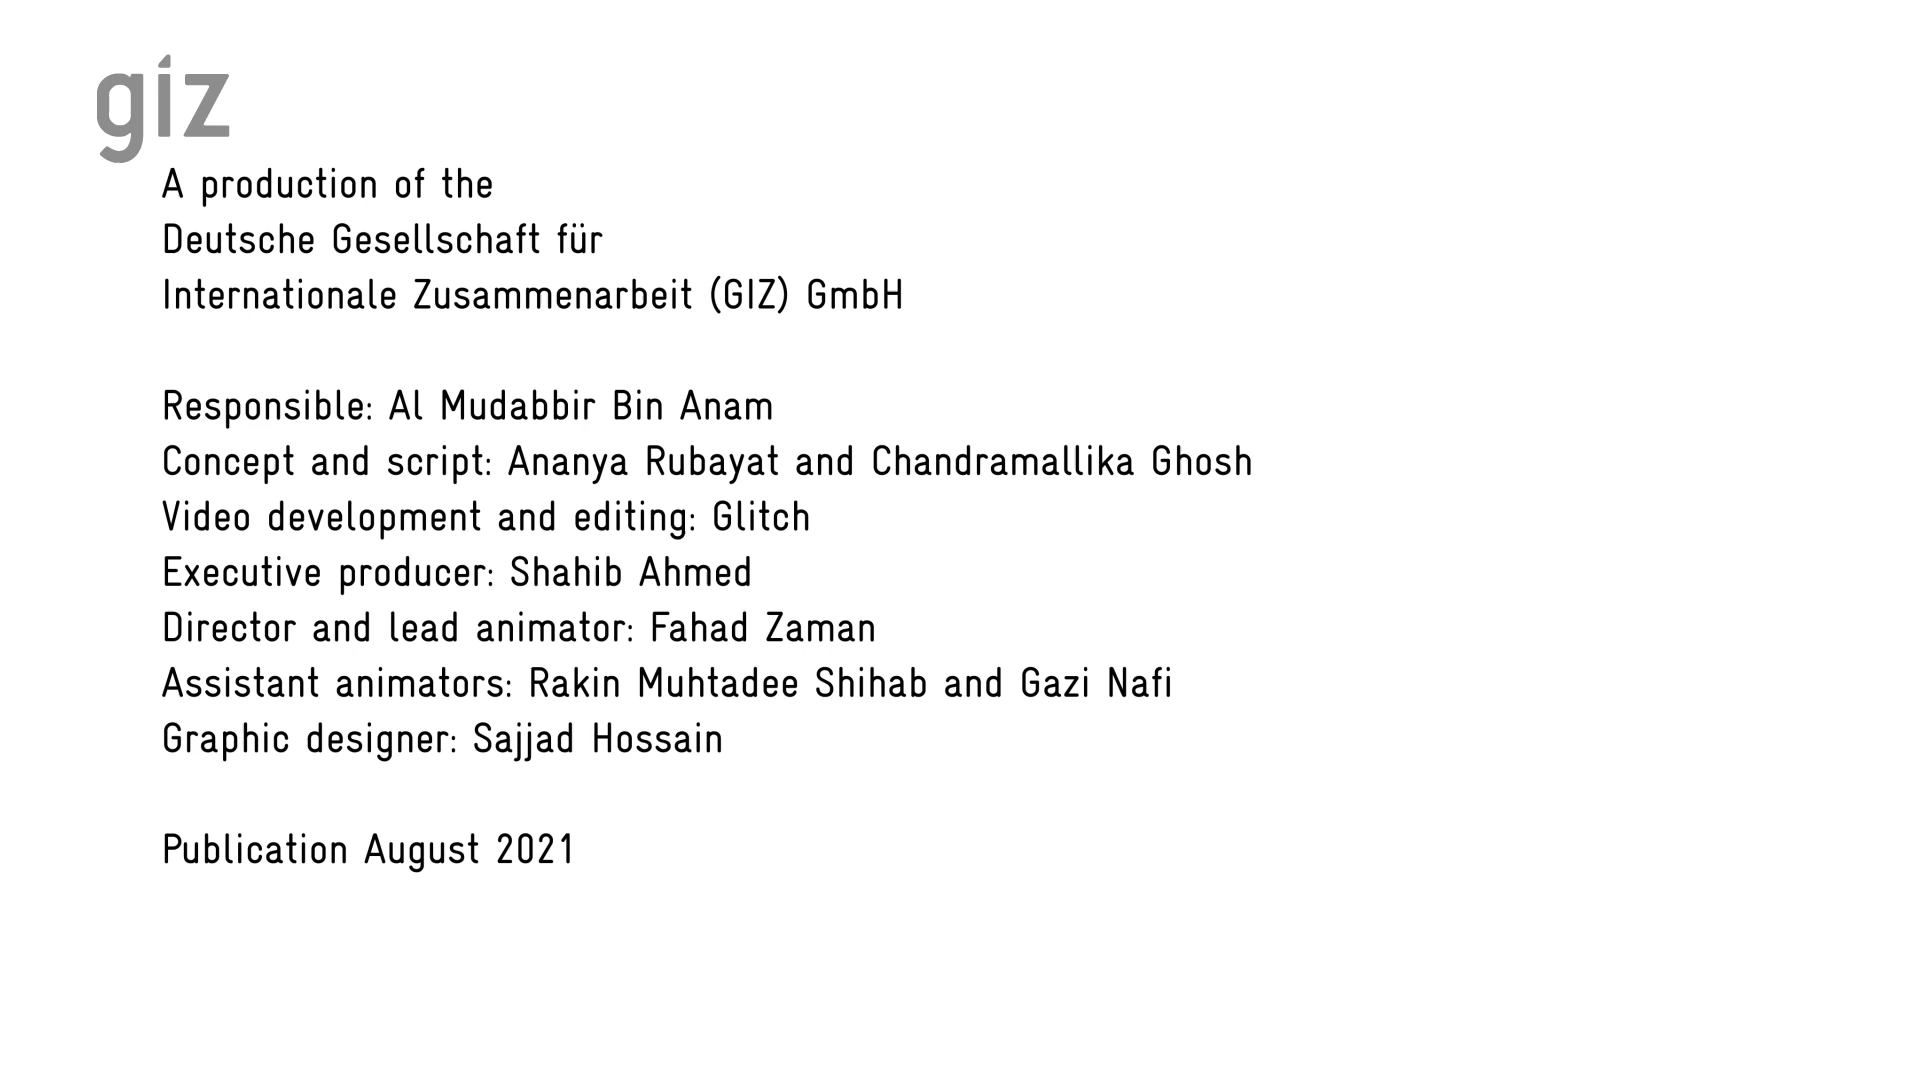 giz
A production of the
Deutsche Gesellschaft für
Internationale Zusammenarbeit (GIZ) GmbH
Responsible: Al Mudabbir Bin Anam
Concept and script: Ananya Rubayat and Chandramallika Ghosh
Video development and editing: Glitch
Executive producer: Shahib Ahmed
Director and lead animator: Fahad Zaman
Assistant animators: Rakin Muhtadee Shihab and Gazi Nafi
Graphic designer: Sajjad Hossain
Publication August 2021